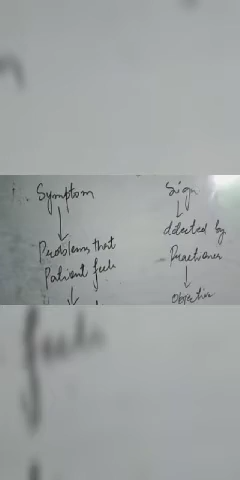 Symptom
Sign
Problems that
Patient feels
detected by
Practioner
objective